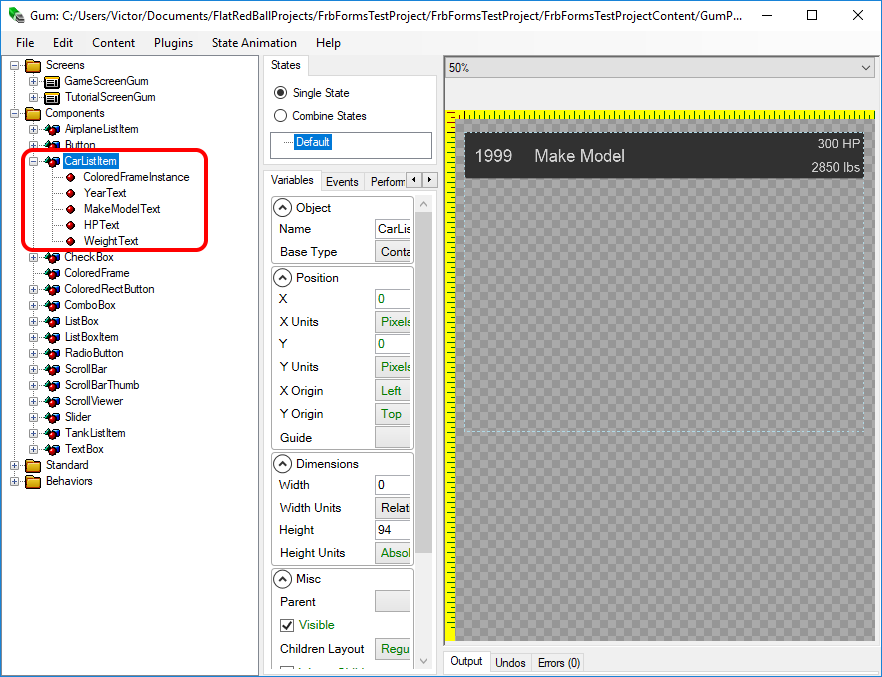 Gum: C:/Users/Victor/Documents/FlatRedBallProjects/FrbFormsTestProject/FrbFormsTestProject/FrbFormsTestProjectContent/GumP...
File Edit Content Plugins State Animation Help
Screens
GameScreenGum
TutorialScreenGum
Components
AirplaneListItem
Button
CarListItem
ColoredFrameInstance
YearText
MakeModelText
HPText
WeightText
CheckBox
ColoredFrame
ColoredRectButton
ComboBox
ListBox
ListBoxItem
RadioButton
ScrollBar
ScrollBarThumb
ScrollViewer
Slider
TankListItem
TextBox
Standard
Behaviors
States
Single State
Combine States
Default
Variables Events Perform
Object
Name CarLis
Base Type Conta
Position
X 0
X Units Pixels
Y 0
Y Units Pixels
X Origin Left
Y Origin Top
Guide
Dimensions
Width 0
Width Units Relat
Height 94
Height Units Absol
Misc
Parent
Visible
Children Layout Regu
50%
1999 Make Model 300 HP
2850 lbs
Output Undos Errors (0)